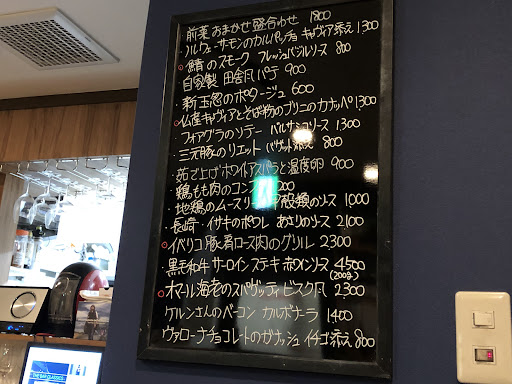 前菜 おまかせ 盛合わせ 1800
・ノルウェーサーモンのカルパッチョ キャヴィア添え 1300
・鯖のスモーク フレッシュバジルソース 800
自家製 田舎風パテ 900
・新玉葱のポタージュ 600
・仏産キャヴィアとそば粉のブリニのカナッペ 1300
フォアグラのソテー バルサミコソース 1300
・三元豚のリエット バゲット添え 800
茹で上げホワイトアスパラと温度卵 900
・鶏もも肉のコンフィ
・地鶏のムースリーヌ 甲殻類のソース 1000
・長崎・イサキのポワレ あさりのソース 2100
イベリコ豚肩ロース肉のグリル 2300
・黒毛和牛 サーロインステーキ 赤ワインソース 4500
(200g)
・オマール海老のスパゲッティビスク風 2300
ケルンさんのベーコン カルボナーラ 1400
ヴァローナチョコレートのガナッシュ イチゴ添え 800
THE BAR CLASSICS